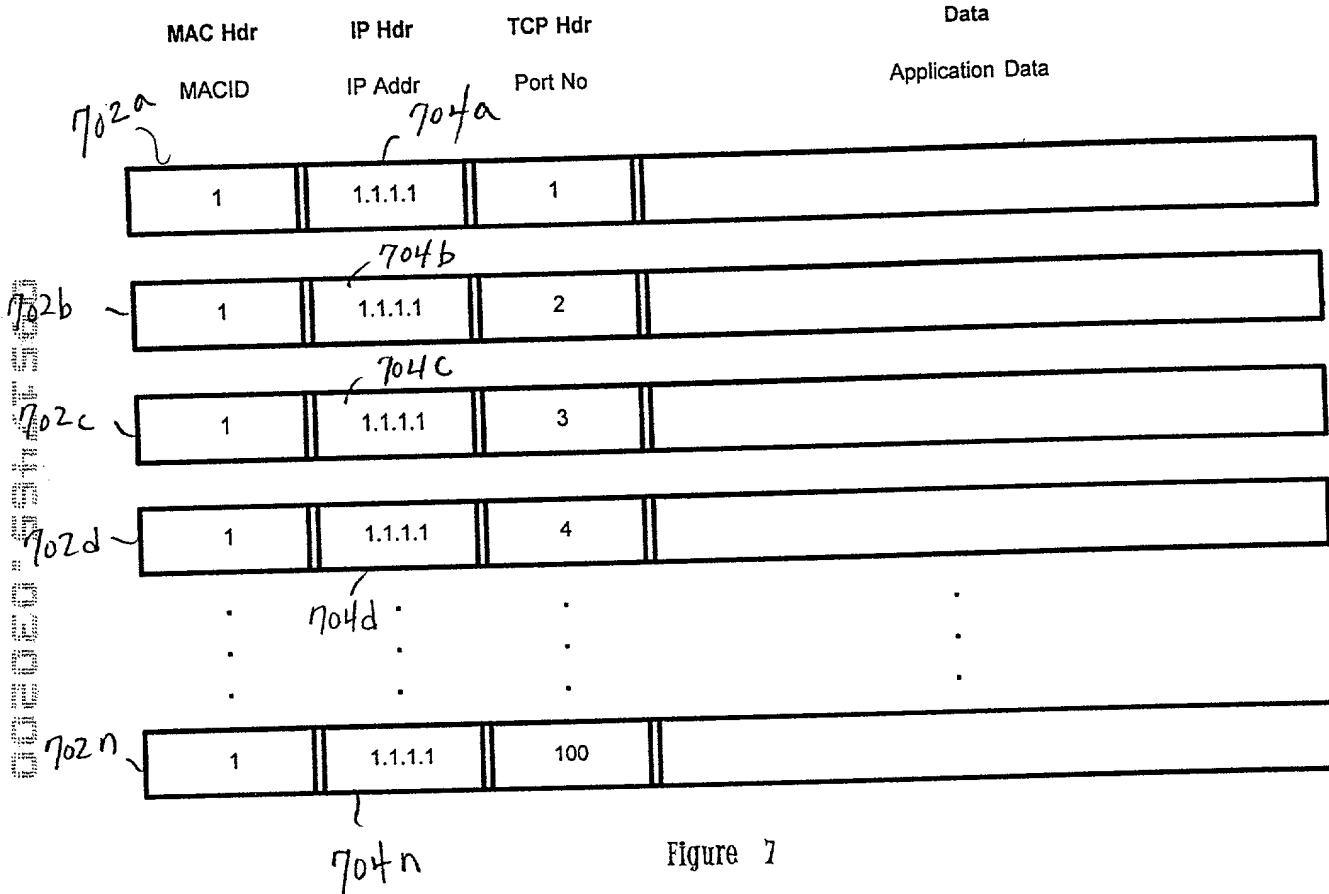 MAC Hdr IP Hdr TCP Hdr Data
MACID IP Addr Port No Application Data
702a 704a
1 1.1.1.1 1
704b
702b 1 1.1.1.1 2
704c
702c 1 1.1.1.1 3
702d 1 1.1.1.1 4
704d
702n 1 1.1.1.1 100
704n
Figure 7